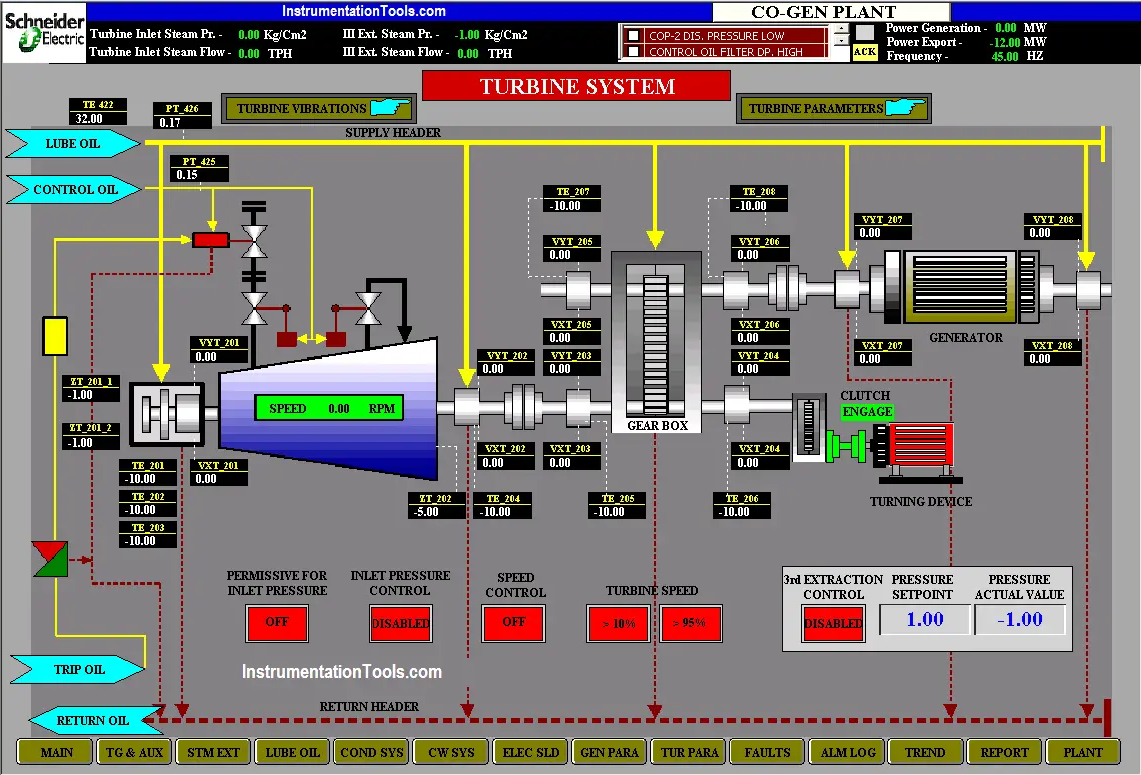 InstrumentationTools.com
CO-GEN PLANT
Schneider
Electric
Turbine Inlet Steam Pr. - 0.00 Kg/Cm2
III Ext. Steam Pr. - -1.00 Kg/Cm2
Turbine Inlet Steam Flow - 0.00 TPH
III Ext. Steam Flow - 0.00 TPH
COP-2 DIS. PRESSURE LOW
CONTROL OIL FILTER DP. HIGH
ACK
Power Generation - 0.00 MW
Power Export - -12.00 MW
Frequency - 45.00 HZ
TURBINE SYSTEM
TURBINE VIBRATIONS
TURBINE PARAMETERS
TE 422
32.00
PT_426
0.17
SUPPLY HEADER
LUBE OIL
PT_425
0.15
CONTROL OIL
TE_207
-10.00
TE_208
-10.00
VYT_205
0.00
VYT_206
0.00
VYT_207
0.00
VYT_208
0.00
VXT_205
0.00
VXT_206
0.00
VXT_207
0.00
VXT_208
0.00
GENERATOR
VYT_201
0.00
VYT_202
0.00
VYT_203
0.00
VYT_204
0.00
ZT_201_1
-1.00
ZT_201_2
-1.00
SPEED 0.00 RPM
GEAR BOX
CLUTCH
ENGAGE
TE_201
-10.00
TE_202
-10.00
TE_203
-10.00
VXT_201
0.00
VXT_202
0.00
VXT_203
0.00
VXT_204
0.00
ZT_202
-5.00
TE_204
-10.00
TE_205
-10.00
TE_206
-10.00
TURNING DEVICE
PERMISSIVE FOR
INLET PRESSURE
OFF
INLET PRESSURE
CONTROL
DISABLED
SPEED
CONTROL
OFF
TURBINE SPEED
> 10%
> 95%
3rd EXTRACTION
CONTROL
DISABLED
PRESSURE
SETPOINT
1.00
PRESSURE
ACTUAL VALUE
-1.00
TRIP OIL
InstrumentationTools.com
RETURN OIL
RETURN HEADER
MAIN
TG & AUX
STM EXT
LUBE OIL
COND SYS
CW SYS
ELEC SLD
GEN PARA
TUR PARA
FAULTS
ALM LOG
TREND
REPORT
PLANT